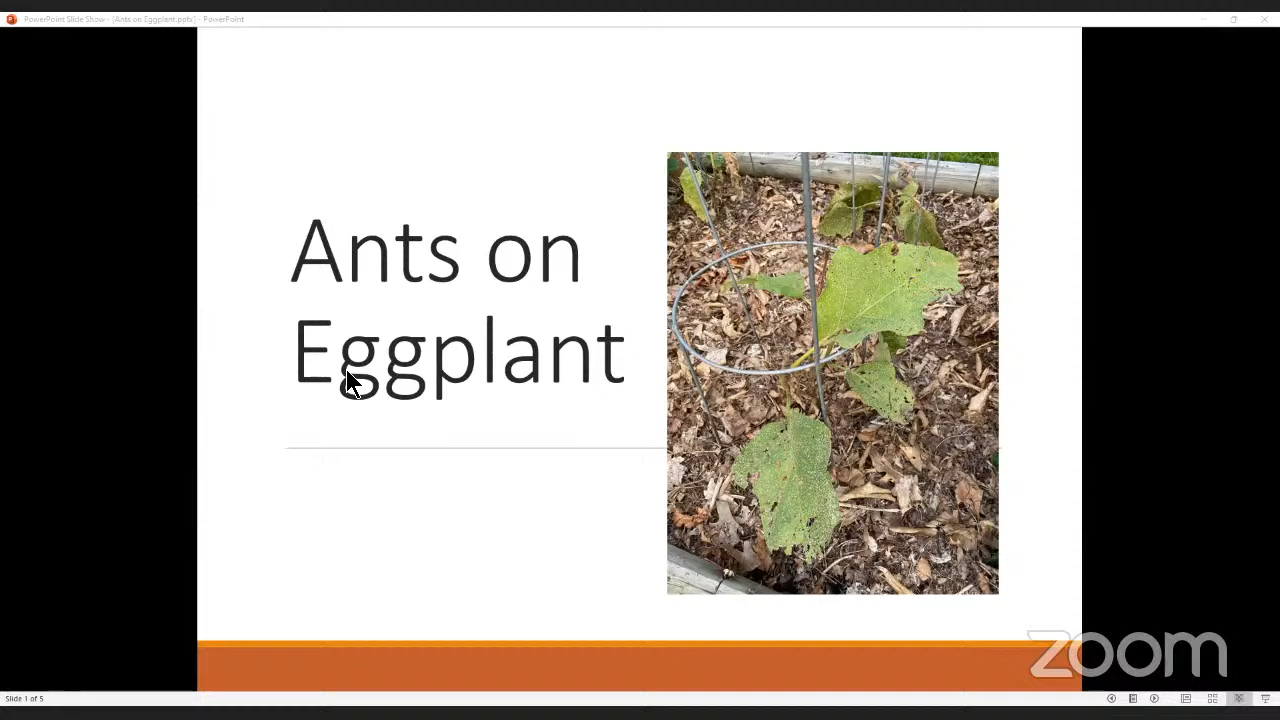 PowerPoint Slide Show - [Ants on Eggplant.pptx] - PowerPoint
Ants on
Eggplant
zoom
Slide 1 of 5